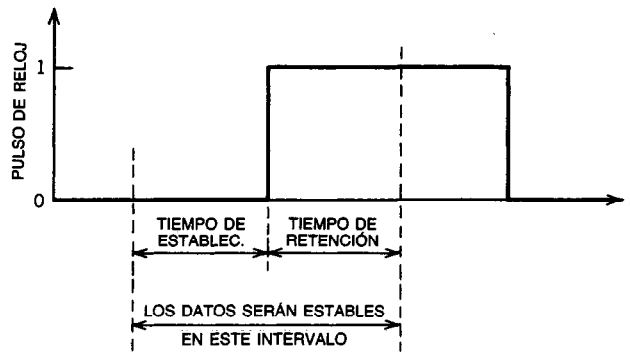 PULSO DE RELOJ
1
0
TIEMPO DE
ESTABLEC.
TIEMPO DE
RETENCIÓN
LOS DATOS SERÁN ESTABLES
EN ESTE INTERVALO